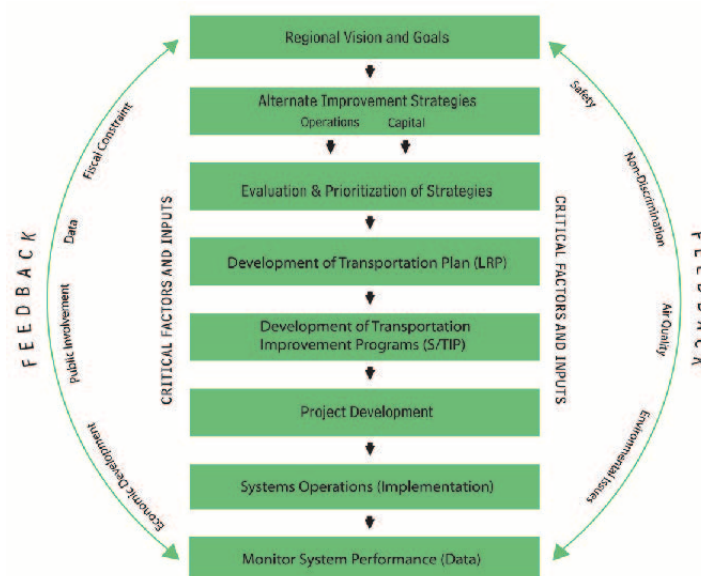 Regional Vision and Goals
Alternate Improvement Strategies
Operations Capital
Evaluation & Prioritization of Strategies
Development of Transportation Plan (LRP)
Development of Transportation
Improvement Programs (S/TIP)
Project Development
Systems Operations (Implementation)
Monitor System Performance (Data)
FEEDBACK
Fiscal Constraint
Data
Public Involvement
Economic Development
CRITICAL FACTORS AND INPUTS
CRITICAL FACTORS AND INPUTS
Safety
Non-Discrimination
Air Quality
Environmental Issues
FEEDBACK